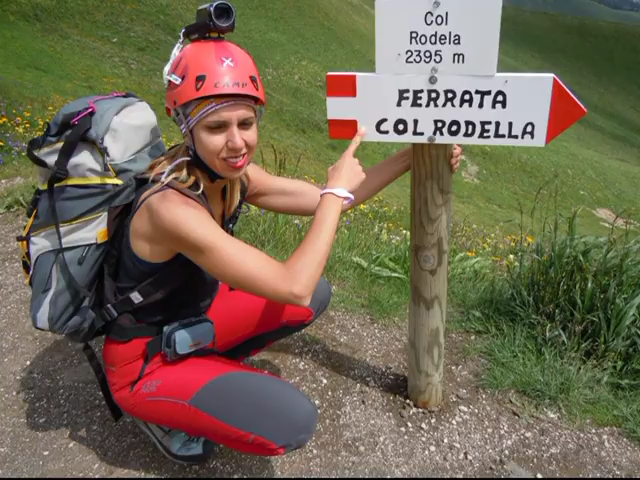 Col
Rodela
2395 m
FERRATA
COL RODELLA
CAMP